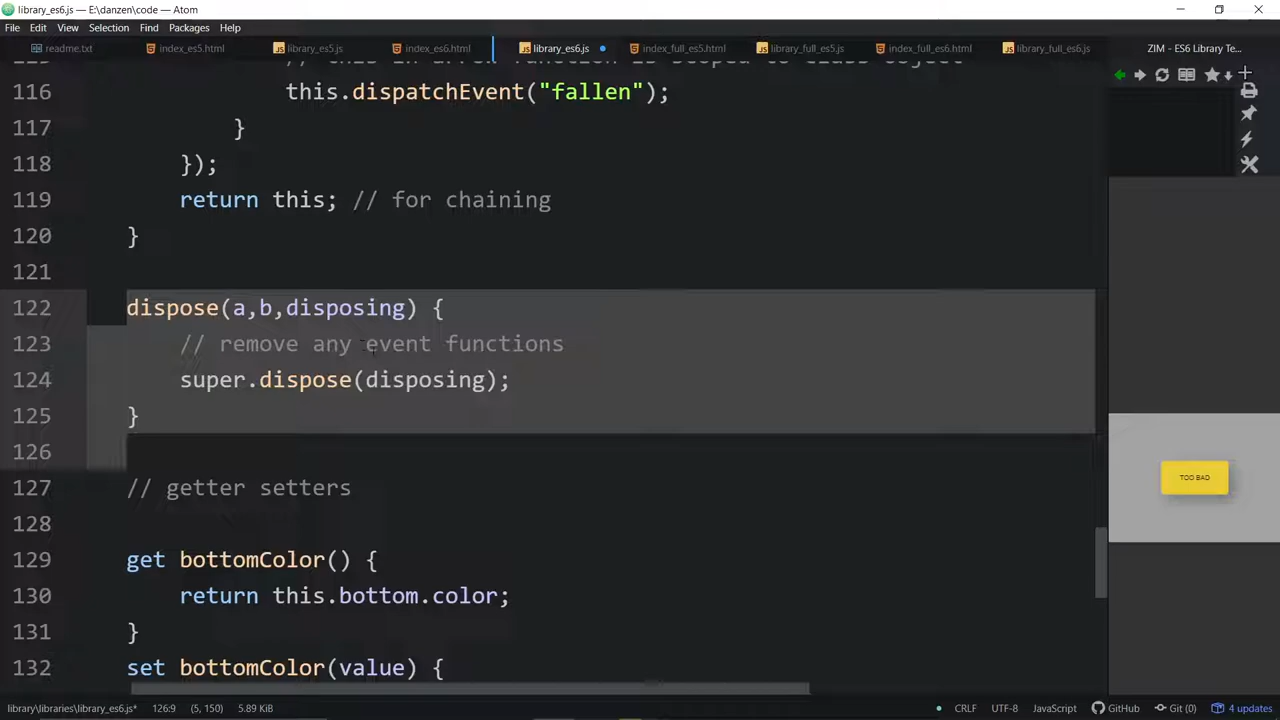 library_es6.js — E:\danzen\code — Atom
File Edit View Selection Find Packages Help
readme.txt index_es5.html library_es5.js index_es6.html library_es6.js index_full_es5.html library_full_es5.js index_full_es6.html library_full_es6.js ZIM - ES6 Library Te...
116 this.dispatchEvent("fallen");
117 }
118 });
119 return this; // for chaining
120 }
121
122 dispose(a,b,disposing) {
123 // remove any event functions
124 super.dispose(disposing);
125 }
126
127 // getter setters
128
129 get bottomColor() {
130 return this.bottom.color;
131 }
132 set bottomColor(value) {
TOO BAD
library\libraries\library_es6.js* 126:9 (5, 150) 5.89 KiB CRLF UTF-8 JavaScript GitHub Git (0) 4 updates